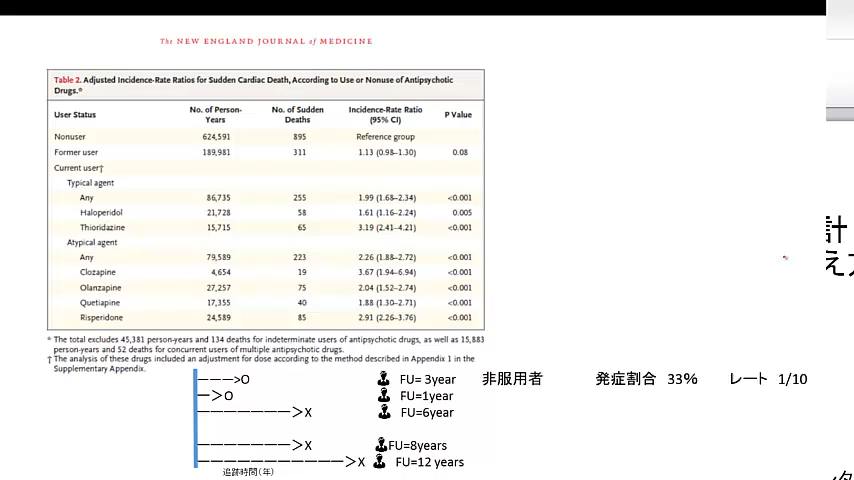 The NEW ENGLAND JOURNAL of MEDICINE
Table 2. Adjusted Incidence-Rate Ratios for Sudden Cardiac Death, According to Use or Nonuse of Antipsychotic
Drugs.*
User Status No. of Person-Years No. of Sudden Deaths Incidence-Rate Ratio (95% CI) P Value
Nonuser 624,591 895 Reference group
Former user 189,981 311 1.13 (0.98–1.30) 0.08
Current user†
Typical agent
Any 86,735 255 1.99 (1.68–2.34) <0.001
Haloperidol 21,728 58 1.61 (1.16–2.24) 0.005
Thioridazine 15,715 65 3.19 (2.41–4.21) <0.001
Atypical agent
Any 79,589 223 2.26 (1.88–2.72) <0.001
Clozapine 4,654 19 3.67 (1.94–6.94) <0.001
Olanzapine 27,257 75 2.04 (1.52–2.74) <0.001
Quetiapine 17,355 40 1.88 (1.30–2.71) <0.001
Risperidone 24,589 85 2.91 (2.26–3.76) <0.001
* The total excludes 45,381 person-years and 134 deaths for indeterminate users of antipsychotic drugs, as well as 15,883
person-years and 52 deaths for concurrent users of multiple antipsychotic drugs.
† The analysis of these drugs included an adjustment for dose according to the method described in Appendix 1 in the
Supplementary Appendix.
———>O FU= 3year 非服用者 発症割合 33% レート 1/10
—>O FU=1year
———————>X FU=6year
———————>X FU=8years
———————————>X FU=12 years
追跡時間(年)
計
え